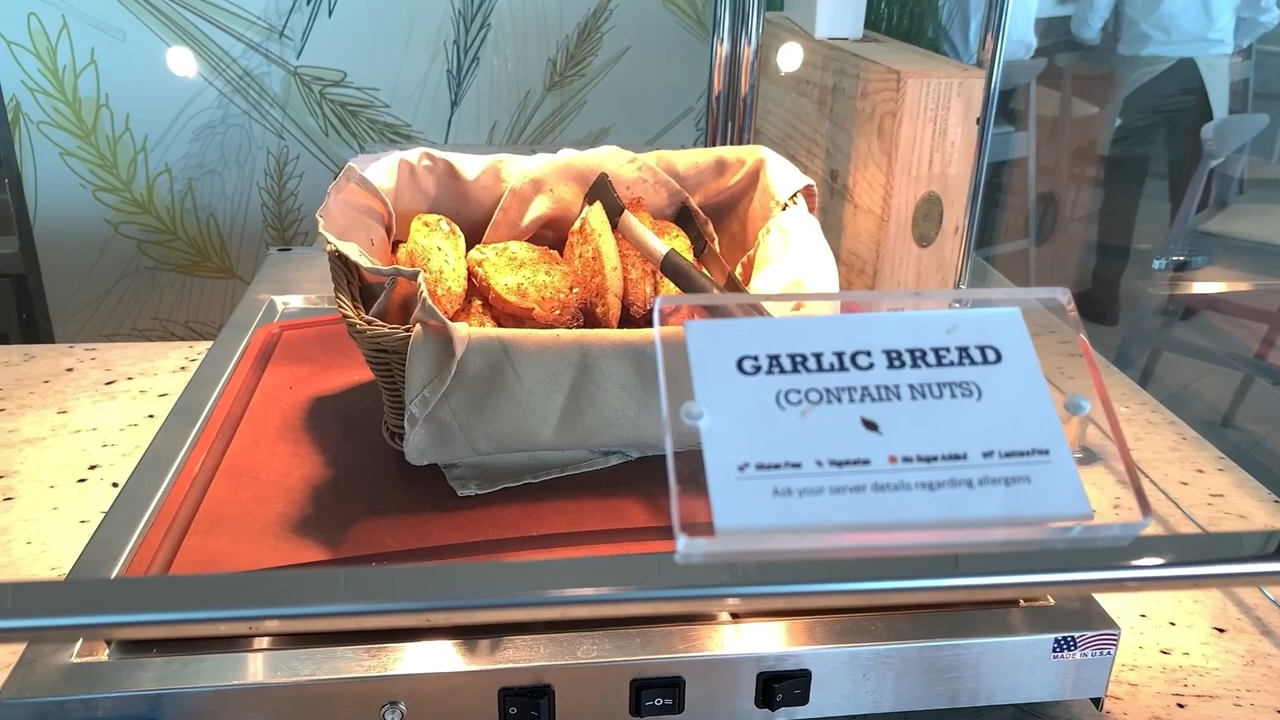 GARLIC BREAD
(CONTAIN NUTS)
Gluten Free Vegetarian No Sugar Added Lactose Free
Ask your server details regarding allergens
MADE IN U.S.A.